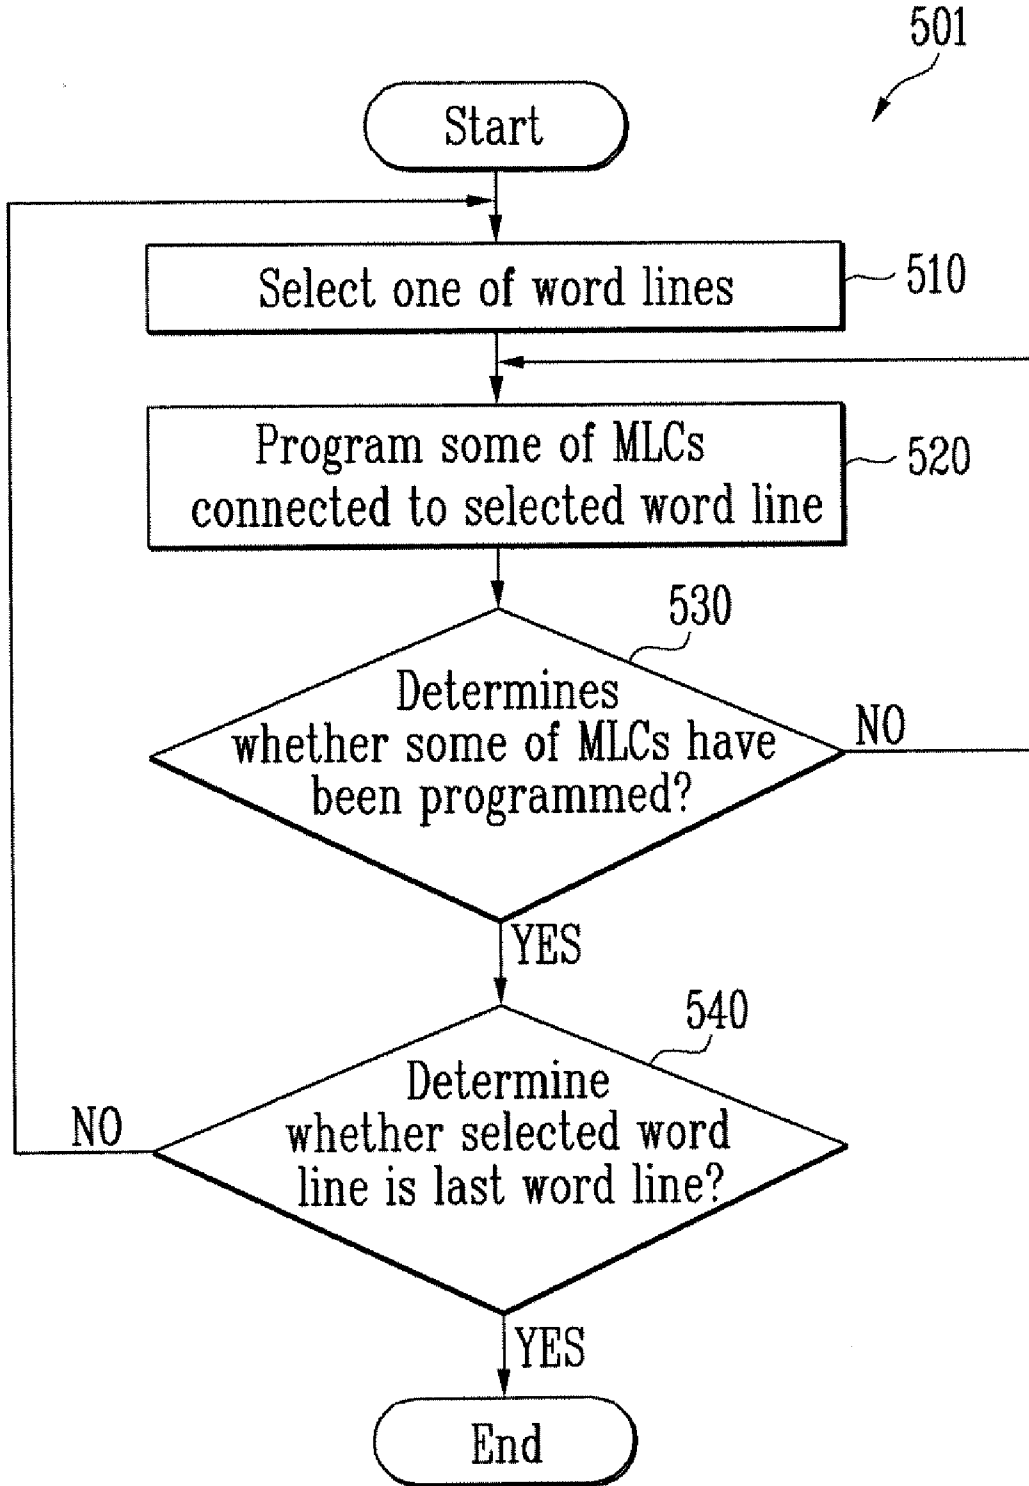 501
Start
Select one of word lines
510
Program some of MLCs
connected to selected word line
520
530
Determines
whether some of MLCs have
been programmed?
NO
YES
540
Determine
whether selected word
line is last word line?
NO
YES
End